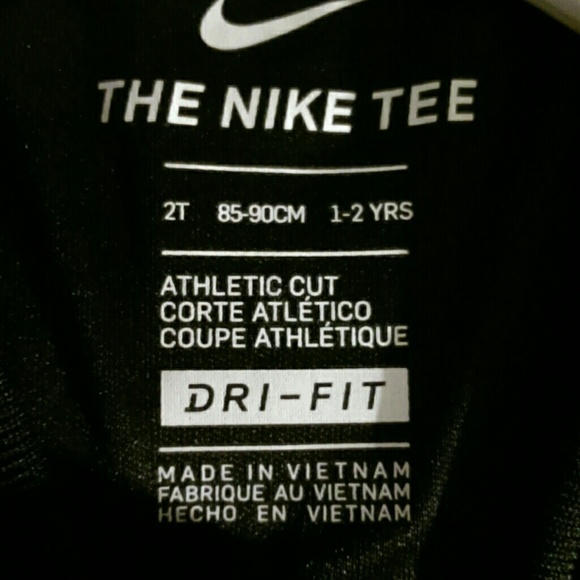 THE NIKE TEE
2T 85-90CM 1-2 YRS
ATHLETIC CUT
CORTE ATLÉTICO
COUPE ATHLÉTIQUE
DRI-FIT
MADE IN VIETNAM
FABRIQUE AU VIETNAM
HECHO EN VIETNAM